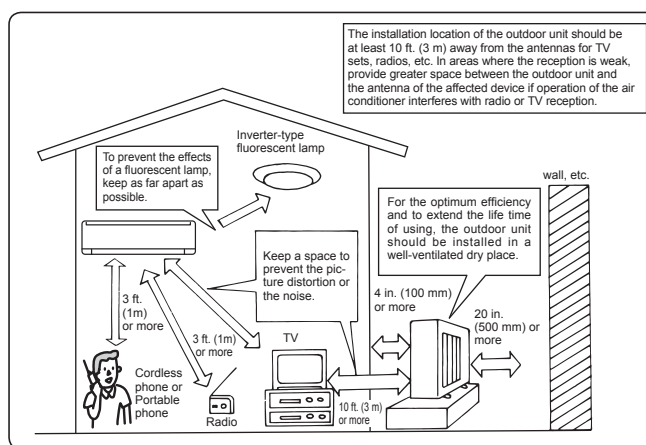 The installation location of the outdoor unit should be
at least 10 ft. (3 m) away from the antennas for TV
sets, radios, etc. In areas where the reception is weak,
provide greater space between the outdoor unit and
the antenna of the affected device if operation of the air
conditioner interferes with radio or TV reception.
Inverter-type
fluorescent lamp
To prevent the effects
of a fluorescent lamp,
keep as far apart as
possible.
wall, etc.
For the optimum efficiency
and to extend the life time
of using, the outdoor unit
should be installed in a
well-ventilated dry place.
Keep a space to
prevent the pic-
ture distortion or
the noise.
3 ft.
(1m)
or more
3 ft. (1m)
or more
TV
4 in. (100 mm)
or more
20 in.
(500 mm) or
more
Cordless
phone or
Portable
phone
Radio
10 ft. (3 m)
or more